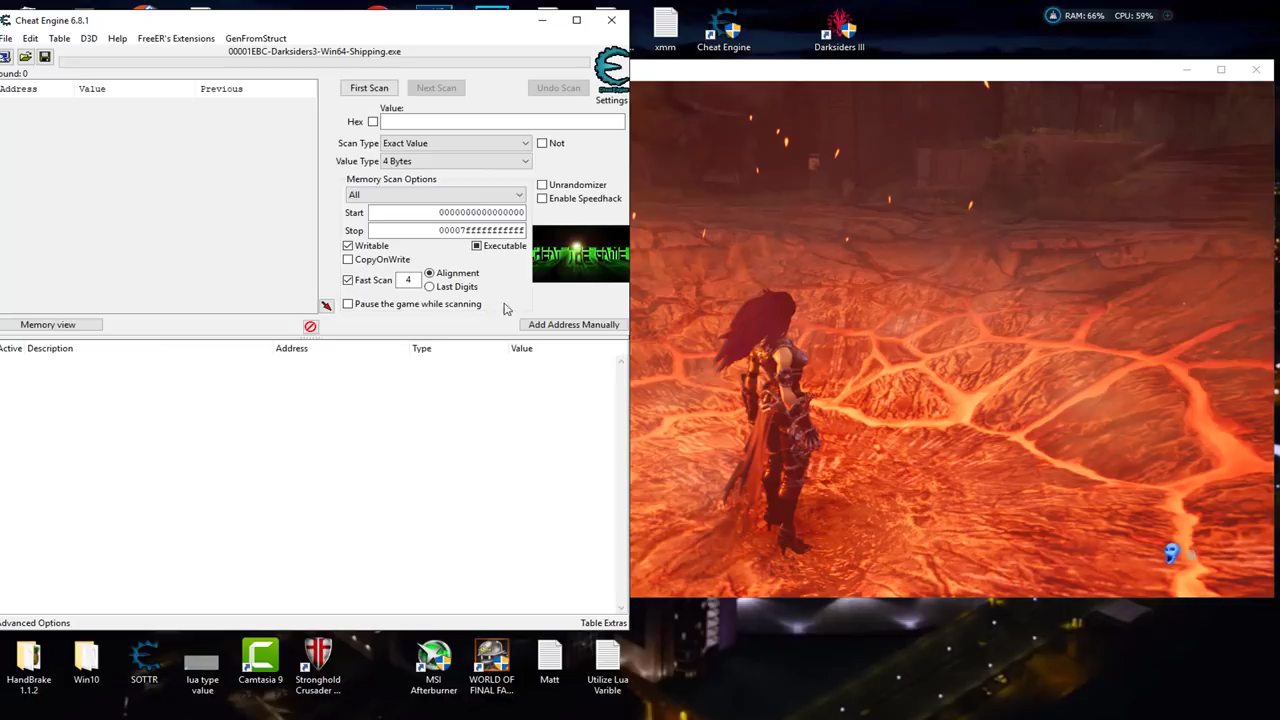 Cheat Engine 6.8.1
File Edit Table D3D Help FreeER's Extensions GenFromStruct
00001EBC-Darksiders3-Win64-Shipping.exe
ound: 0
Address Value Previous
First Scan Next Scan Undo Scan
Settings
Value:
Hex
Scan Type Exact Value Not
Value Type 4 Bytes
Memory Scan Options
All
Unrandomizer
Enable Speedhack
Start 0000000000000000
Stop 00007fffffffffff
Writable Executable
CopyOnWrite
Fast Scan 4 Alignment
Last Digits
Pause the game while scanning
CHEAT THE GAME
Memory view Add Address Manually
Active Description Address Type Value
Advanced Options Table Extras
xmm
Cheat Engine
Darksiders III
RAM: 66% CPU: 59%
HandBrake
1.1.2
Win10
SOTTR
lua type
value
Camtasia 9
Stronghold
Crusader ...
MSI
Afterburner
WORLD OF
FINAL FA...
Matt
Utilize Lua
Varible